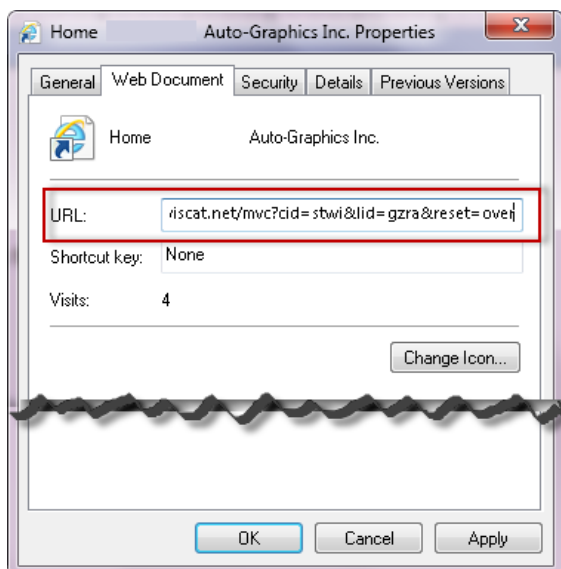 Home Auto-Graphics Inc. Properties
General Web Document Security Details Previous Versions
Home Auto-Graphics Inc.
URL: viscat.net/mvc?cid=stwi&lid=gzra&reset=over
Shortcut key: None
Visits: 4
Change Icon...
OK Cancel Apply